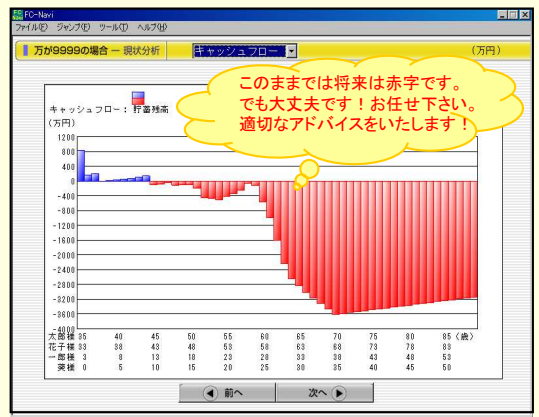 FC-Navi
ファイル(F) ジャンプ(E) ツール(T) ヘルプ(H)
万が9999の場合 ー 現状分析 キャッシュフロー (万円)
このままでは将来は赤字です。
でも大丈夫です！お任せ下さい。
適切なアドバイスをいたします！
キャッシュフロー： 貯蓄残高
(万円)
1200
800
400
0
-400
-800
-1200
-1600
-2000
-2400
-2800
-3200
-3600
-4000
太郎様 35 40 45 50 55 60 65 70 75 80 85 (歳)
花子様 33 38 43 48 53 58 63 68 73 78 83
一郎様 3 8 13 18 23 28 33 38 43 48 53
葵様 0 5 10 15 20 25 30 35 40 45 50
前へ 次へ